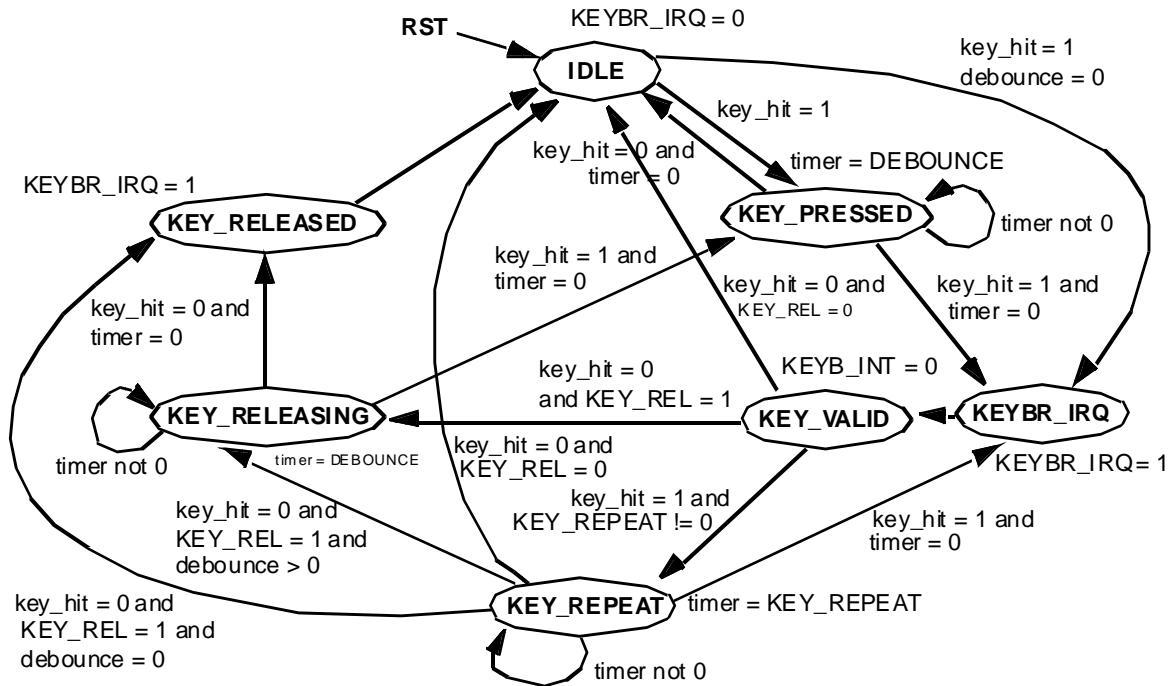 KEYBR_IRQ = 0
RST
IDLE
key_hit = 1
debounce = 0
key_hit = 1
key_hit = 0 and
timer = 0
timer = DEBOUNCE
KEYBR_IRQ = 1
KEY_RELEASED
KEY_PRESSED
timer not 0
key_hit = 1 and
timer = 0
key_hit = 0 and
KEY_REL = 0
key_hit = 1 and
timer = 0
key_hit = 0 and
timer = 0
KEYB_INT = 0
key_hit = 0
and KEY_REL = 1
KEY_RELEASING
KEY_VALID
KEYBR_IRQ
timer not 0
timer = DEBOUNCE
key_hit = 0 and
KEY_REL = 0
KEYBR_IRQ = 1
key_hit = 0 and
KEY_REL = 1 and
debounce > 0
key_hit = 1 and
KEY_REPEAT != 0
key_hit = 1 and
timer = 0
key_hit = 0 and
KEY_REL = 1 and
debounce = 0
KEY_REPEAT
timer = KEY_REPEAT
timer not 0